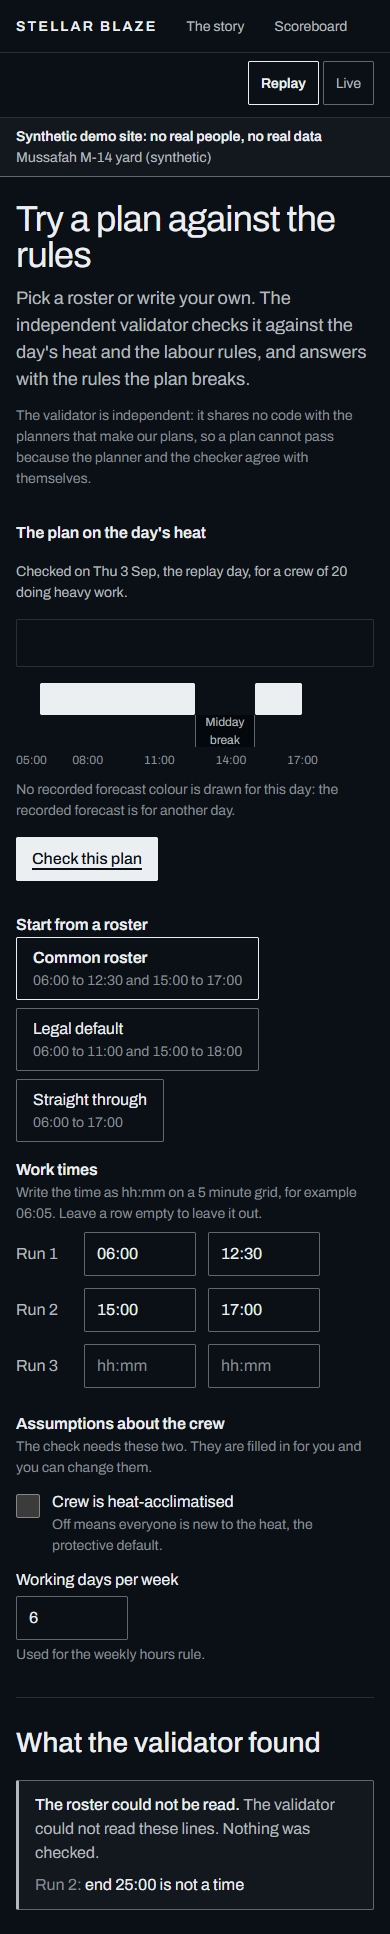 STELLAR BLAZE The story Scoreboard
Replay Live
Synthetic demo site: no real people, no real data
Mussafah M-14 yard (synthetic)
Try a plan against the
rules
Pick a roster or write your own. The
independent validator checks it against the
day's heat and the labour rules, and answers
with the rules the plan breaks.
The validator is independent: it shares no code with the
planners that make our plans, so a plan cannot pass
because the planner and the checker agree with
themselves.
The plan on the day's heat
Checked on Thu 3 Sep, the replay day, for a crew of 20
doing heavy work.
Midday
break
05:00 08:00 11:00 14:00 17:00
No recorded forecast colour is drawn for this day: the
recorded forecast is for another day.
Check this plan
Start from a roster
Common roster
06:00 to 12:30 and 15:00 to 17:00
Legal default
06:00 to 11:00 and 15:00 to 18:00
Straight through
06:00 to 17:00
Work times
Write the time as hh:mm on a 5 minute grid, for example
06:05. Leave a row empty to leave it out.
Run 1 06:00 12:30
Run 2 15:00 17:00
Run 3 hh:mm hh:mm
Assumptions about the crew
The check needs these two. They are filled in for you and
you can change them.
Crew is heat-acclimatised
Off means everyone is new to the heat, the
protective default.
Working days per week
6
Used for the weekly hours rule.
What the validator found
The roster could not be read. The validator
could not read these lines. Nothing was
checked.
Run 2: end 25:00 is not a time